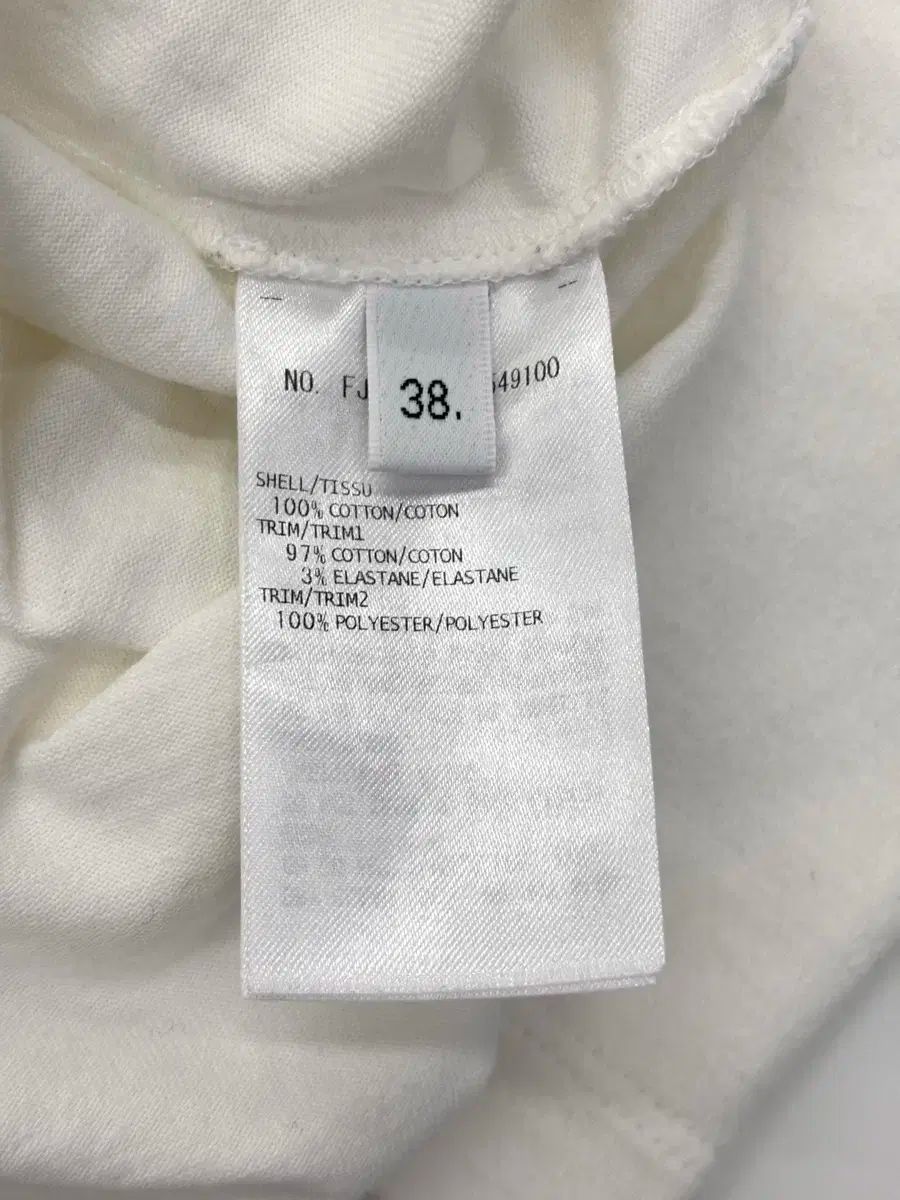 NO. FJ 549100
38.
SHELL/TISSU
100% COTTON/COTON
TRIM/TRIM1
97% COTTON/COTON
3% ELASTANE/ELASTANE
TRIM/TRIM2
100% POLYESTER/POLYESTER